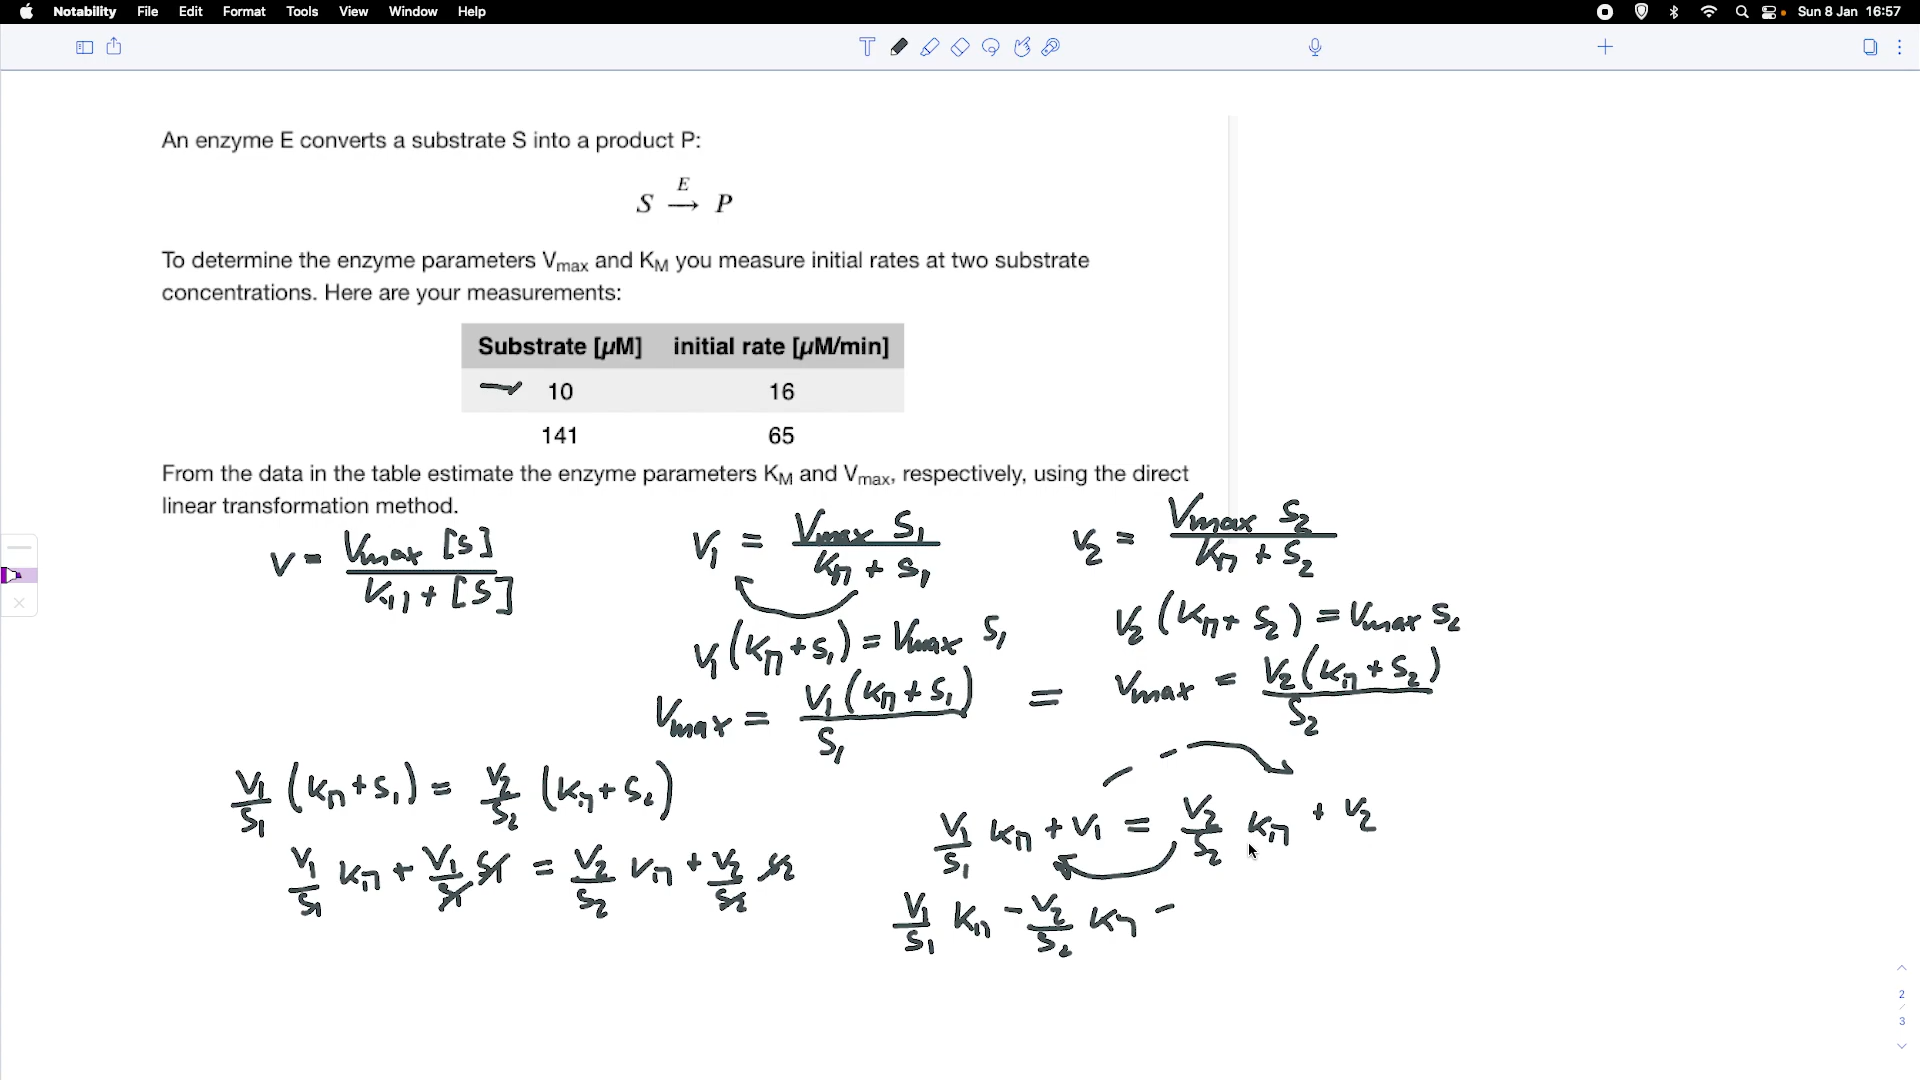 Notability File Edit Format Tools View Window Help Sun 8 Jan 16:57
An enzyme E converts a substrate S into a product P:
E
S → P
To determine the enzyme parameters Vmax and KM you measure initial rates at two substrate
concentrations. Here are your measurements:
Substrate [μM] initial rate [μM/min]
→ 10 16
141 65
From the data in the table estimate the enzyme parameters KM and Vmax, respectively, using the direct
linear transformation method.
V = Vmax [S] / KM + [S]
V1 = Vmax S1 / KM + S1
V2 = Vmax S2 / KM + S2
V1 (KM + S1) = Vmax S1
V2 (KM + S2) = Vmax S2
Vmax = V1 (KM + S1) / S1 = Vmax = V2 (KM + S2) / S2
V1/S1 (KM + S1) = V2/S2 (KM + S2)
V1/S1 KM + V1/S1 S1 = V2/S2 KM + V2/S2 S2
V1/S1 KM + V1 = V2/S2 KM + V2
V1/S1 KM - V2/S2 KM -
2
/
3